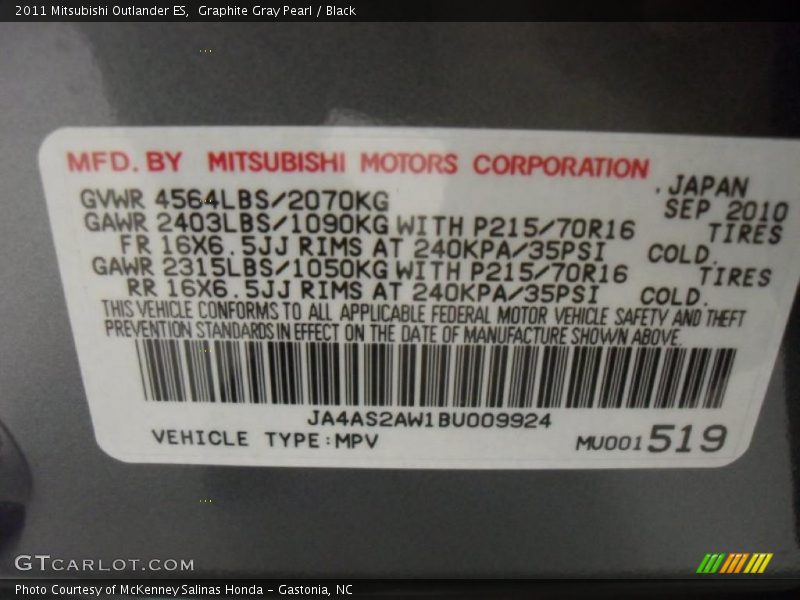 2011 Mitsubishi Outlander ES,  Graphite Gray Pearl / Black
MFD. BY MITSUBISHI MOTORS CORPORATION
GVWR 4564LBS/2070KG , JAPAN
SEP 2010
GAWR 2403LBS/1090KG WITH P215/70R16 TIRES
FR 16X6.5JJ RIMS AT 240KPA/35PSI COLD.
GAWR 2315LBS/1050KG WITH P215/70R16 TIRES
RR 16X6.5JJ RIMS AT 240KPA/35PSI COLD.
THIS VEHICLE CONFORMS TO ALL APPLICABLE FEDERAL MOTOR VEHICLE SAFETY AND THEFT
PREVENTION STANDARDS IN EFFECT ON THE DATE OF MANUFACTURE SHOWN ABOVE.
JA4AS2AW1BU009924
VEHICLE TYPE:MPV MU001519
GTCARLOT.COM
Photo Courtesy of McKenney Salinas Honda - Gastonia, NC